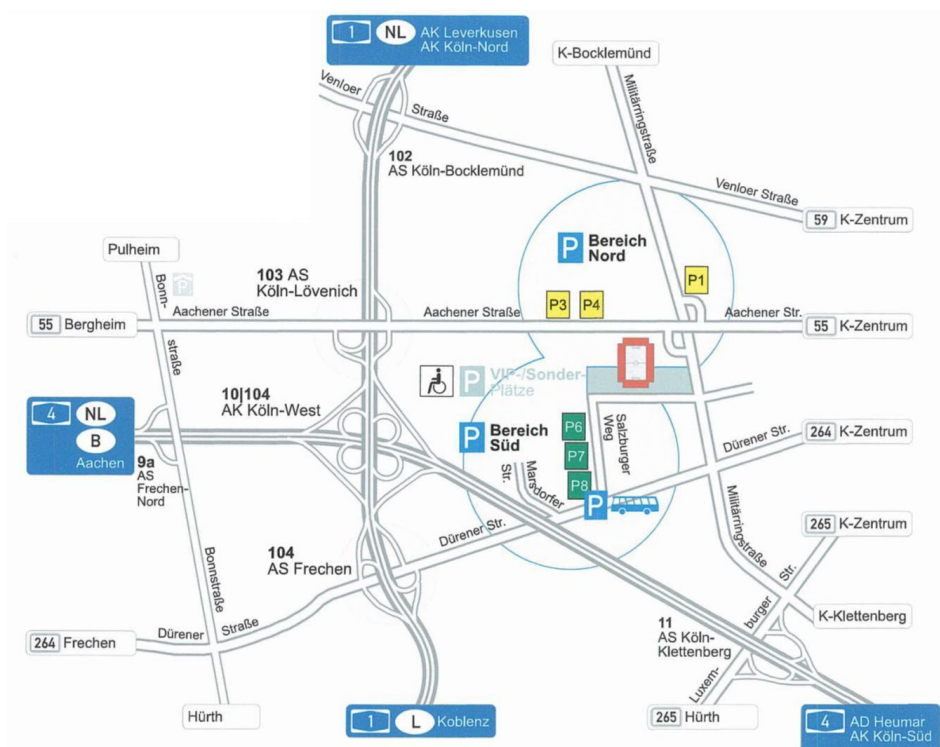 1 NL AK Leverkusen
AK Köln-Nord
K-Bocklemünd
Venloer
Straße
Militärringstraße
102
AS Köln-Bocklemünd
Venloer Straße
59 K-Zentrum
Pulheim
P Bereich
Nord
Bonn-
103 AS
Köln-Lövenich
P1
P3 P4
55 Bergheim
Aachener Straße
Aachener Straße
Aachener Str.
55 K-Zentrum
straße
P VIP-/Sonder-
Plätze
10|104
AK Köln-West
4 NL
B
Aachen
P Bereich
Süd
P6
Salzburger
Weg
Dürener Str.
264 K-Zentrum
9a
AS
Frechen-
Nord
P7
Marsdorfer
Str.
P8
P
Militärringstraße
265 K-Zentrum
Dürener Str.
104
AS Frechen
Bonnstraße
Str.
burger
Luxem-
K-Klettenberg
264 Frechen
Dürener
Straße
11
AS Köln-
Klettenberg
Hürth
1 L Koblenz
265 Hürth
4 AD Heumar
AK Köln-Süd